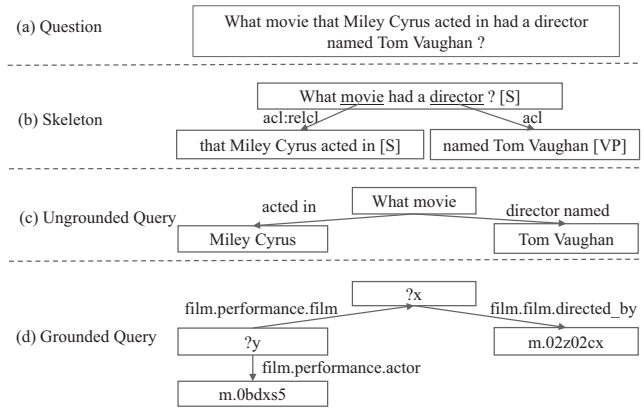 (a) Question
What movie that Miley Cyrus acted in had a director
named Tom Vaughan ?
(b) Skeleton
What movie had a director ? [S]
acl:relcl
acl
that Miley Cyrus acted in [S]
named Tom Vaughan [VP]
(c) Ungrounded Query
What movie
acted in
director named
Miley Cyrus
Tom Vaughan
(d) Grounded Query
?x
film.performance.film
film.film.directed_by
?y
m.02z02cx
film.performance.actor
m.0bdxs5